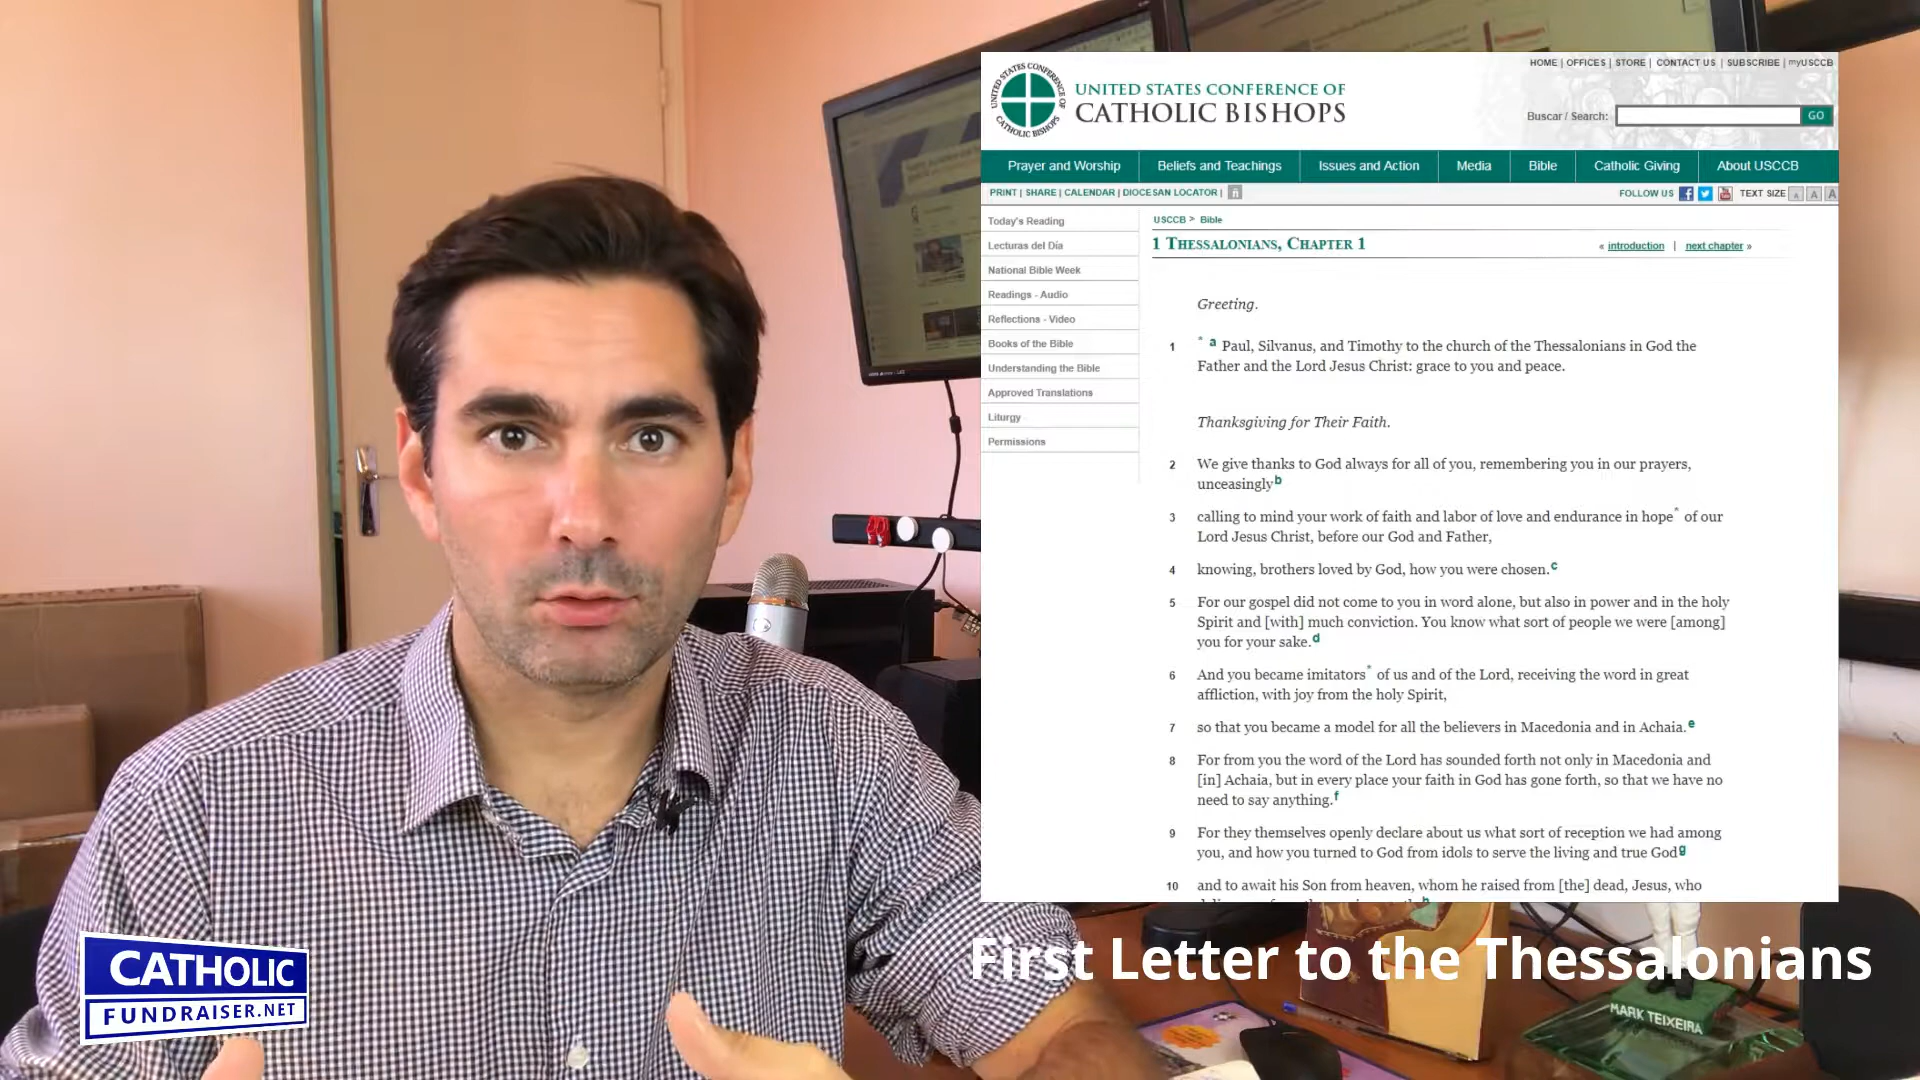 UNITED STATES CONFERENCE OF
CATHOLIC BISHOPS
HOME | OFFICES | STORE | CONTACT US | SUBSCRIBE | myUSCCB
Buscar / Search:
GO
Prayer and Worship
Beliefs and Teachings
Issues and Action
Media
Bible
Catholic Giving
About USCCB
PRINT | SHARE | CALENDAR | DIOCESAN LOCATOR |
FOLLOW US
TEXT SIZE A A A
Today's Reading
Lecturas del Día
National Bible Week
Readings - Audio
Reflections - Video
Books of the Bible
Understanding the Bible
Approved Translations
Liturgy
Permissions
USCCB > Bible
1 THESSALONIANS, CHAPTER 1
« introduction | next chapter »
Greeting.
1 * a Paul, Silvanus, and Timothy to the church of the Thessalonians in God the
Father and the Lord Jesus Christ: grace to you and peace.
Thanksgiving for Their Faith.
2 We give thanks to God always for all of you, remembering you in our prayers,
unceasingly b
3 calling to mind your work of faith and labor of love and endurance in hope* of our
Lord Jesus Christ, before our God and Father,
4 knowing, brothers loved by God, how you were chosen. c
5 For our gospel did not come to you in word alone, but also in power and in the holy
Spirit and [with] much conviction. You know what sort of people we were [among]
you for your sake. d
6 And you became imitators* of us and of the Lord, receiving the word in great
affliction, with joy from the holy Spirit,
7 so that you became a model for all the believers in Macedonia and in Achaia. e
8 For from you the word of the Lord has sounded forth not only in Macedonia and
[in] Achaia, but in every place your faith in God has gone forth, so that we have no
need to say anything. f
9 For they themselves openly declare about us what sort of reception we had among
you, and how you turned to God from idols to serve the living and true God g
10 and to await his Son from heaven, whom he raised from [the] dead, Jesus, who
First Letter to the Thessalonians
CATHOLIC
FUNDRAISER.NET
MARK TEIXEIRA